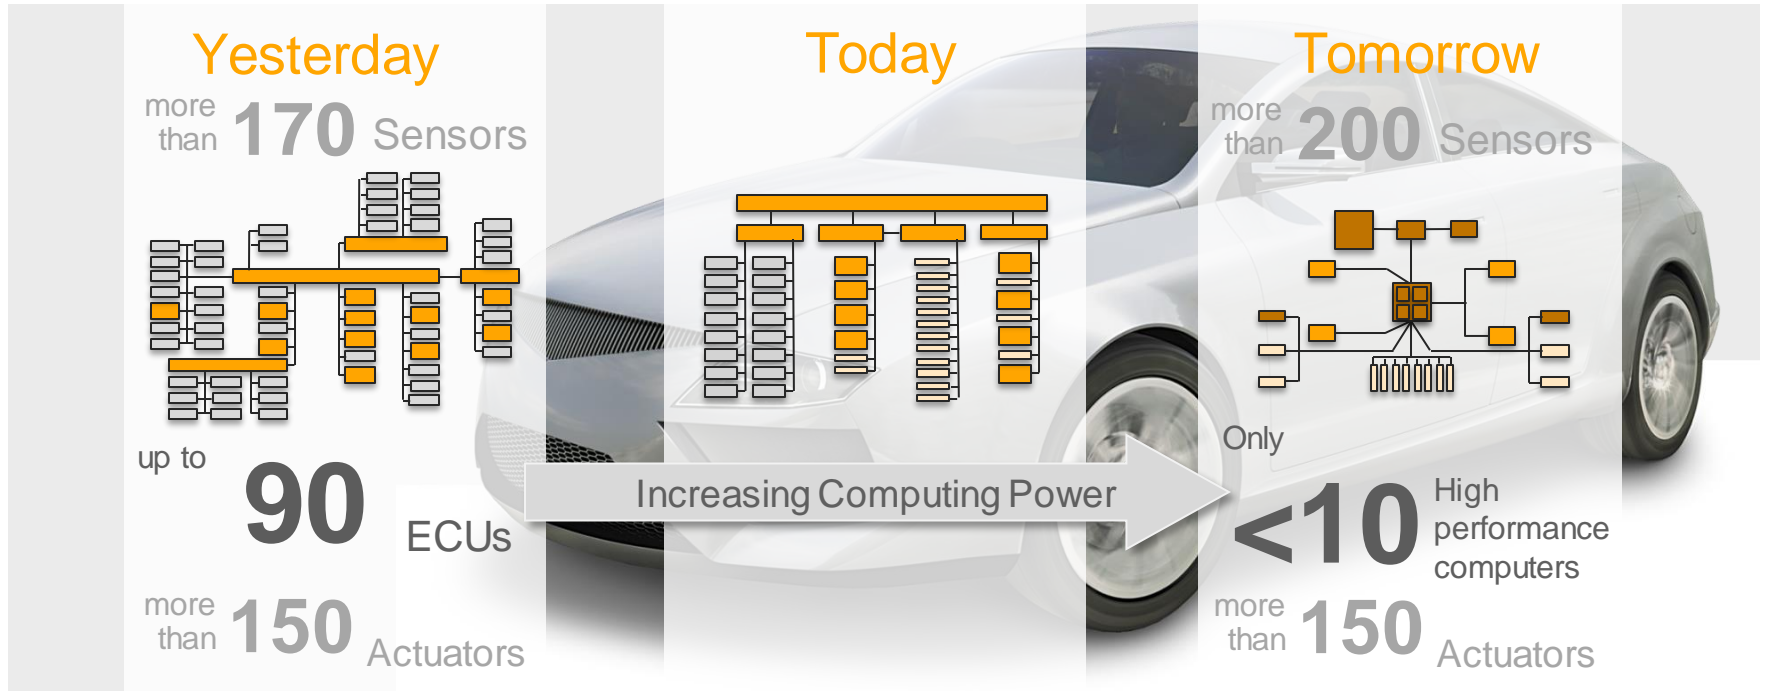 Yesterday
more
than 170 Sensors
up to
90
ECUs
more
than 150
Actuators
Today
Increasing Computing Power
Tomorrow
more
than 200 Sensors
Only
<10
High
performance
computers
more
than 150
Actuators